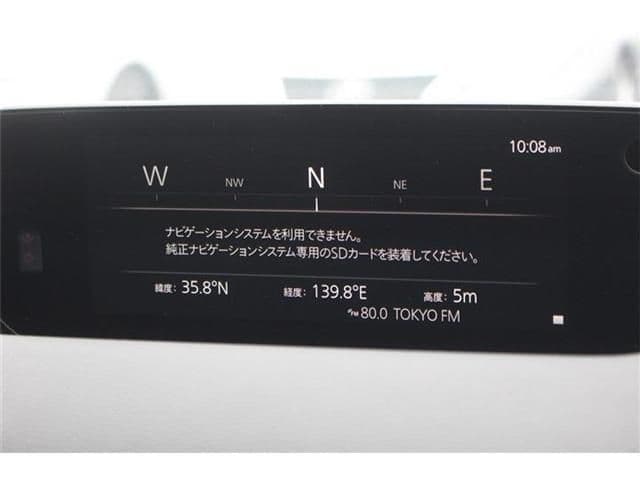 10:08am
W NW N NE E
ナビゲーションシステムを利用できません。
純正ナビゲーションシステム専用のSDカードを装着してください。
緯度: 35.8°N 経度: 139.8°E 高度: 5m
FM 80.0 TOKYO FM